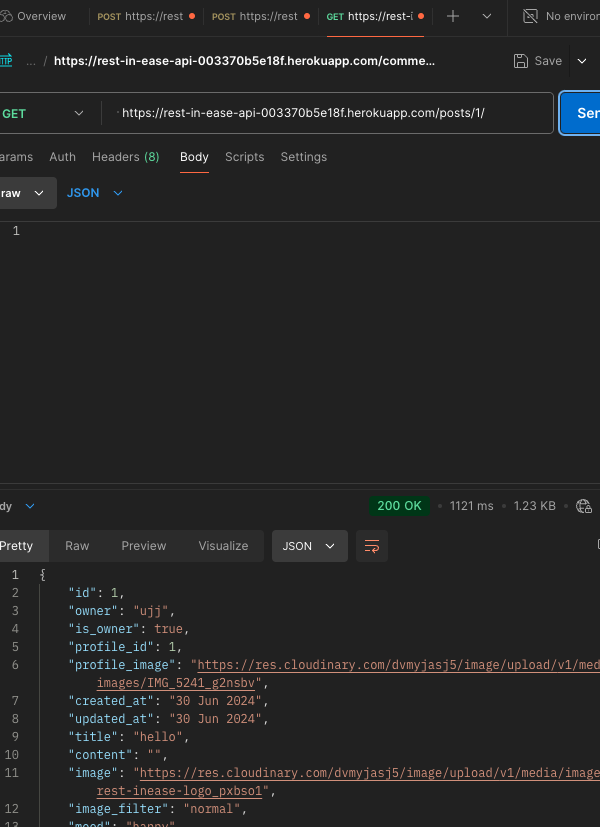 Overview POST https://rest POST https://rest GET https://rest-i No environ
HTTP ... / https://rest-in-ease-api-003370b5e18f.herokuapp.com/comme... Save
GET https://rest-in-ease-api-003370b5e18f.herokuapp.com/posts/1/ Sen
arams Auth Headers (8) Body Scripts Settings
raw JSON
1
dy 200 OK 1121 ms 1.23 KB
Pretty Raw Preview Visualize JSON
1 {
2 "id": 1,
3 "owner": "ujj",
4 "is_owner": true,
5 "profile_id": 1,
6 "profile_image": "https://res.cloudinary.com/dvmyjasj5/image/upload/v1/med
images/IMG_5241_g2nsbv",
7 "created_at": "30 Jun 2024",
8 "updated_at": "30 Jun 2024",
9 "title": "hello",
10 "content": "",
11 "image": "https://res.cloudinary.com/dvmyjasj5/image/upload/v1/media/image
rest-inease-logo_pxbso1",
12 "image_filter": "normal",
13 "mood": "happy"